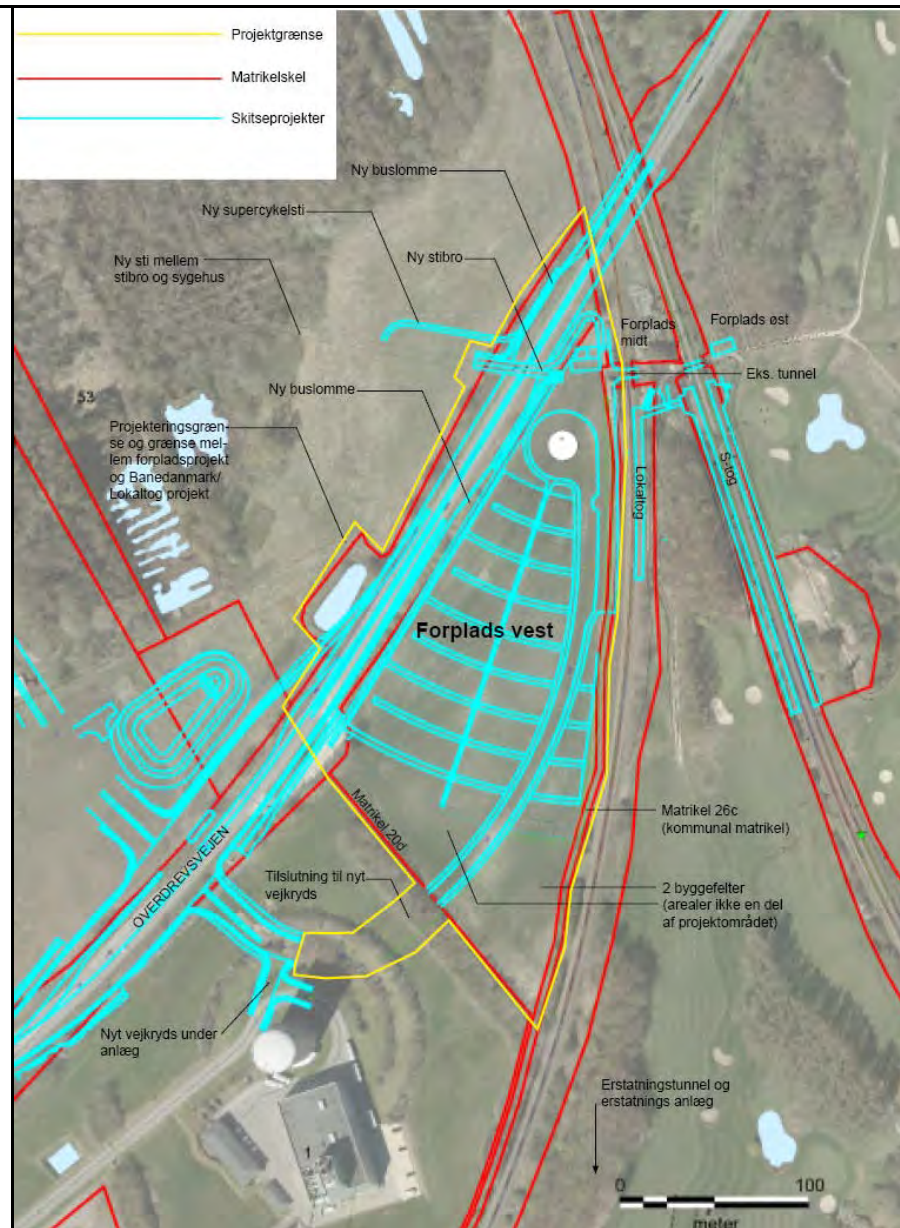 Projektgrænse
Matrikelskel
Skitseprojekter
Ny buslomme
Ny supercykelsti
Ny sti mellem
stibro og sygehus
Ny stibro
Forplads
midt
Forplads øst
Eks. tunnel
Ny buslomme
53
Projekteringsgræn-
se og grænse mel-
lem forpladsprojekt
og Banedanmark/
Lokaltog projekt
Lokaltog
S-tog
Forplads vest
Matrikel 26c
(kommunal matrikel)
Matrikel 20d
OVERDREVSVEJEN
Tilslutning til nyt
vejkryds
2 byggefelter
(arealer ikke en del
af projektområdet)
Nyt vejkryds under
anlæg
Erstatningstunnel og
erstatnings anlæg
1
0 100
meter